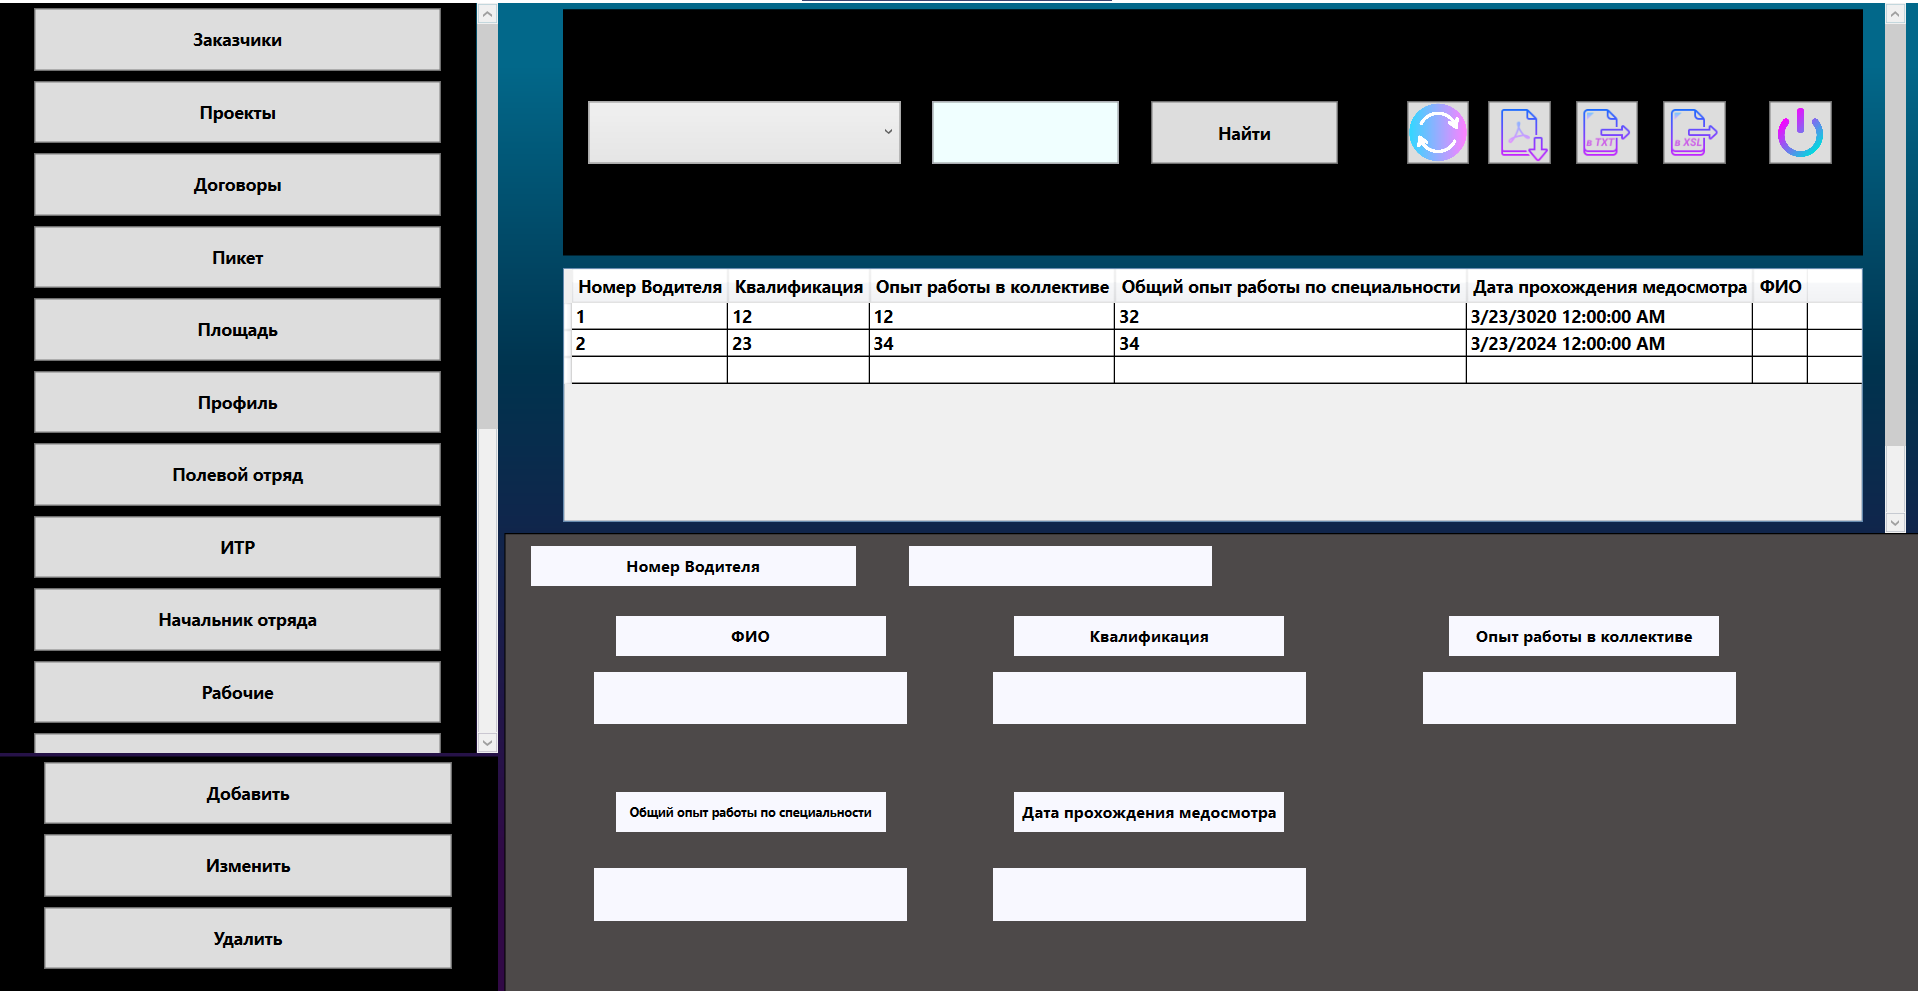 Заказчики
Проекты
Договоры
Пикет
Площадь
Профиль
Полевой отряд
ИТР
Начальник отряда
Рабочие
Добавить
Изменить
Удалить
Найти
в TXT
в XSL
Номер Водителя Квалификация Опыт работы в коллективе Общий опыт работы по специальности Дата прохождения медосмотра ФИО
1 12 12 32 3/23/3020 12:00:00 AM
2 23 34 34 3/23/2024 12:00:00 AM
Номер Водителя
ФИО Квалификация Опыт работы в коллективе
Общий опыт работы по специальности Дата прохождения медосмотра